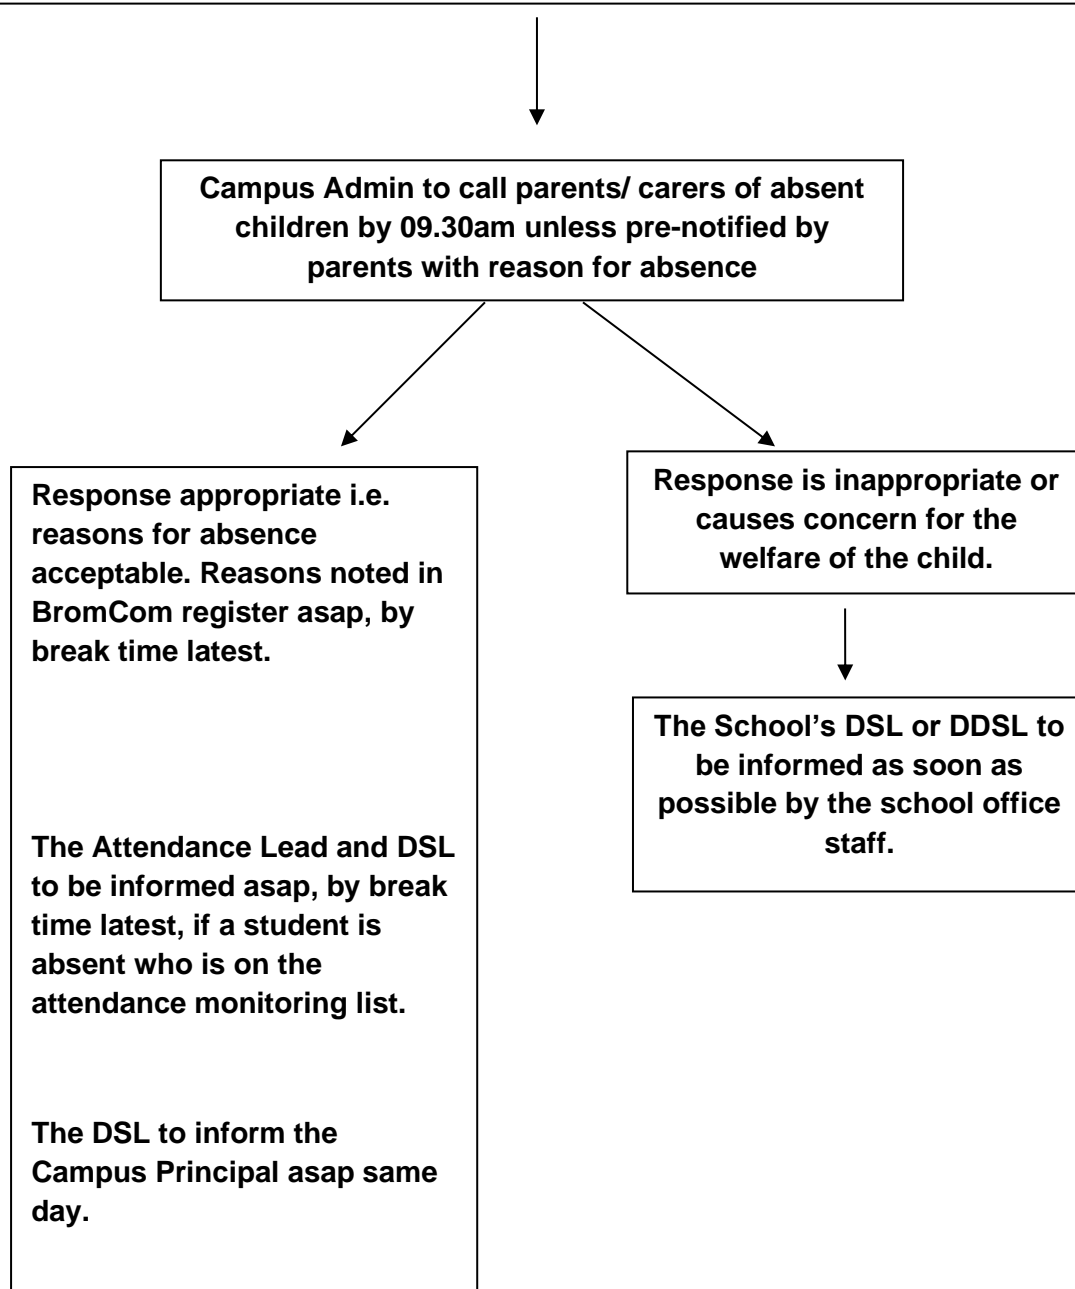 Campus Admin to call parents/ carers of absent
children by 09.30am unless pre-notified by
parents with reason for absence
Response appropriate i.e.
reasons for absence
acceptable. Reasons noted in
BromCom register asap, by
break time latest.
The Attendance Lead and DSL
to be informed asap, by break
time latest, if a student is
absent who is on the
attendance monitoring list.
The DSL to inform the
Campus Principal asap same
day.
Response is inappropriate or
causes concern for the
welfare of the child.
The School’s DSL or DDSL to
be informed as soon as
possible by the school office
staff.